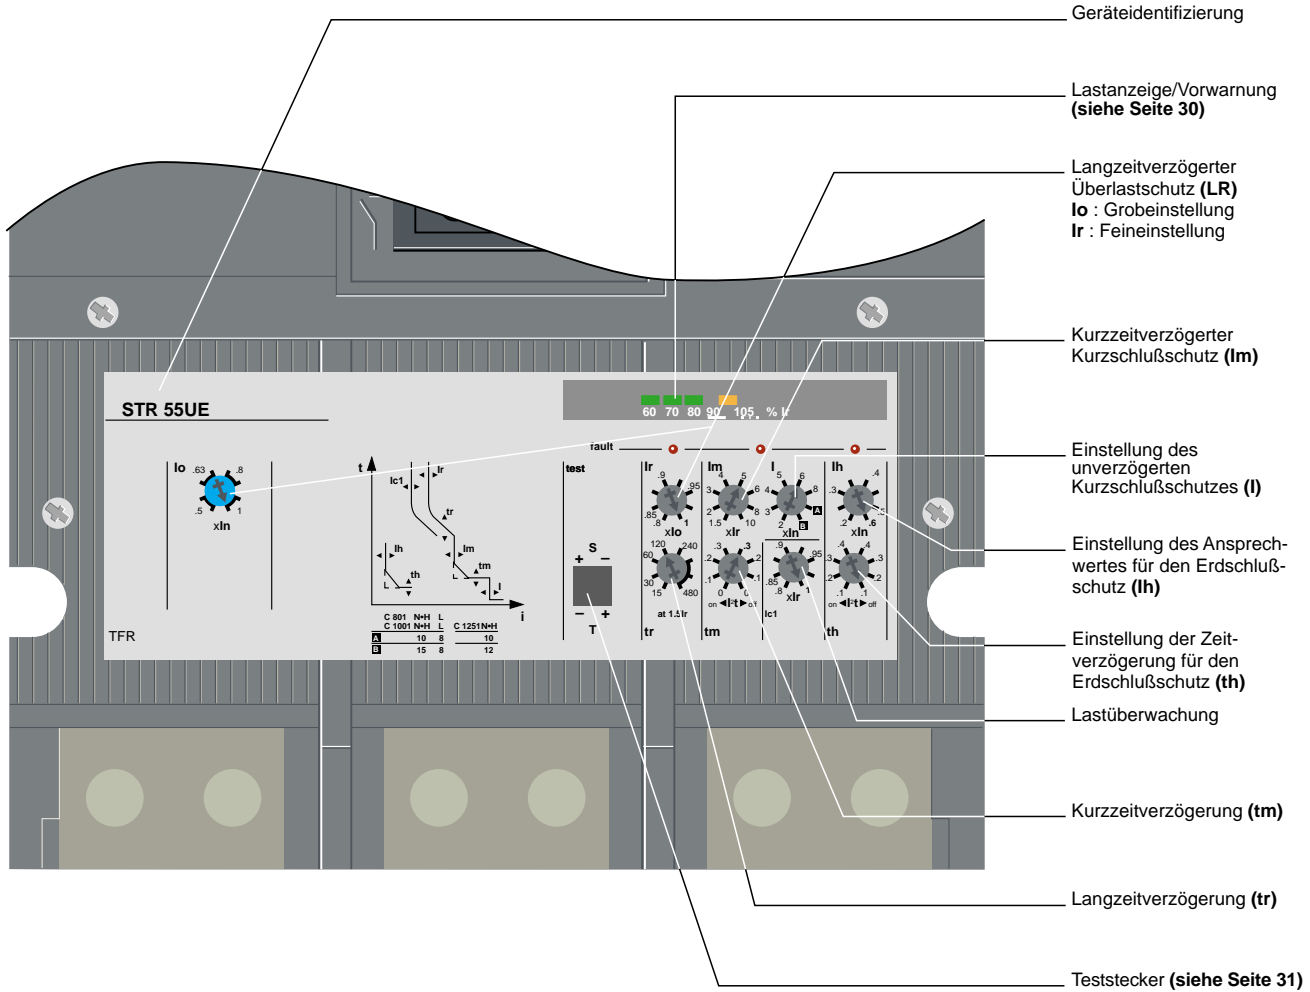 Geräteidentifizierung
Lastanzeige/Vorwarnung
(siehe Seite 30)
Langzeitverzögerter
Überlastschutz (LR)
Io : Grobeinstellung
Ir : Feineinstellung
Kurzzeitverzögerter
Kurzschlußschutz (Im)
Einstellung des
unverzögerten
Kurzschlußschutzes (I)
Einstellung des Ansprech-
wertes für den Erdschluß-
schutz (Ih)
Einstellung der Zeit-
verzögerung für den
Erdschlußschutz (th)
Lastüberwachung
Kurzzeitverzögerung (tm)
Langzeitverzögerung (tr)
Teststecker (siehe Seite 31)
STR 55UE
60 70 80 90 105 % Ir
fault
Io
.63 .8
.5 1
xIn
TFR
t
Ir
Ic1
tr
Ih
Im
th
tm
I
i
C 801 N•H L
C 1001 N•H L C 1251N•H
A 10 8 10
B 15 8 12
test
S
+ −
− +
T
Ir
.9
.95
.85
.8 1
xIo
120 240
60
30
15 480
at 1.5Ir
tr
Im
4 5
3 6
2 8
1.5 10
xIr
.3 .3
.2 .2
.1 .1
0 0
on ◄I²t► off
tm
I
5 6
4 8
3 A
2 B
xIn
.9
.95
.85
.8 1
xIr
Ic1
Ih
.4
.3
.5
.2 .6
xIn
.4 .4
.3 .3
.2 .2
.1 .1
on ◄I²t► off
th